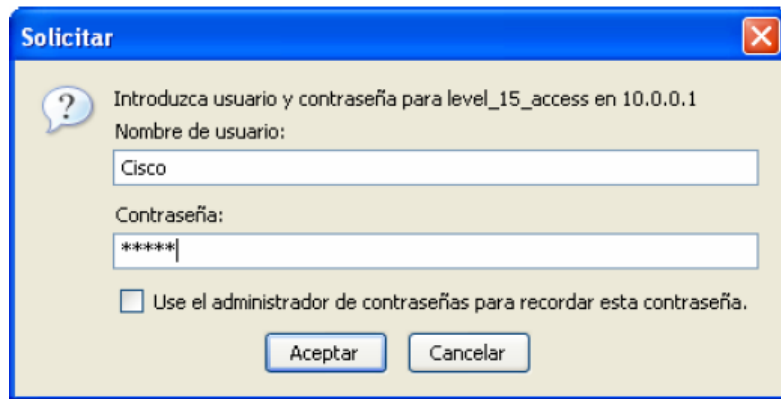 Solicitar
Introduzca usuario y contraseña para level_15_access en 10.0.0.1
Nombre de usuario:
Cisco
Contraseña:
*****
Use el administrador de contraseñas para recordar esta contraseña.
Aceptar Cancelar